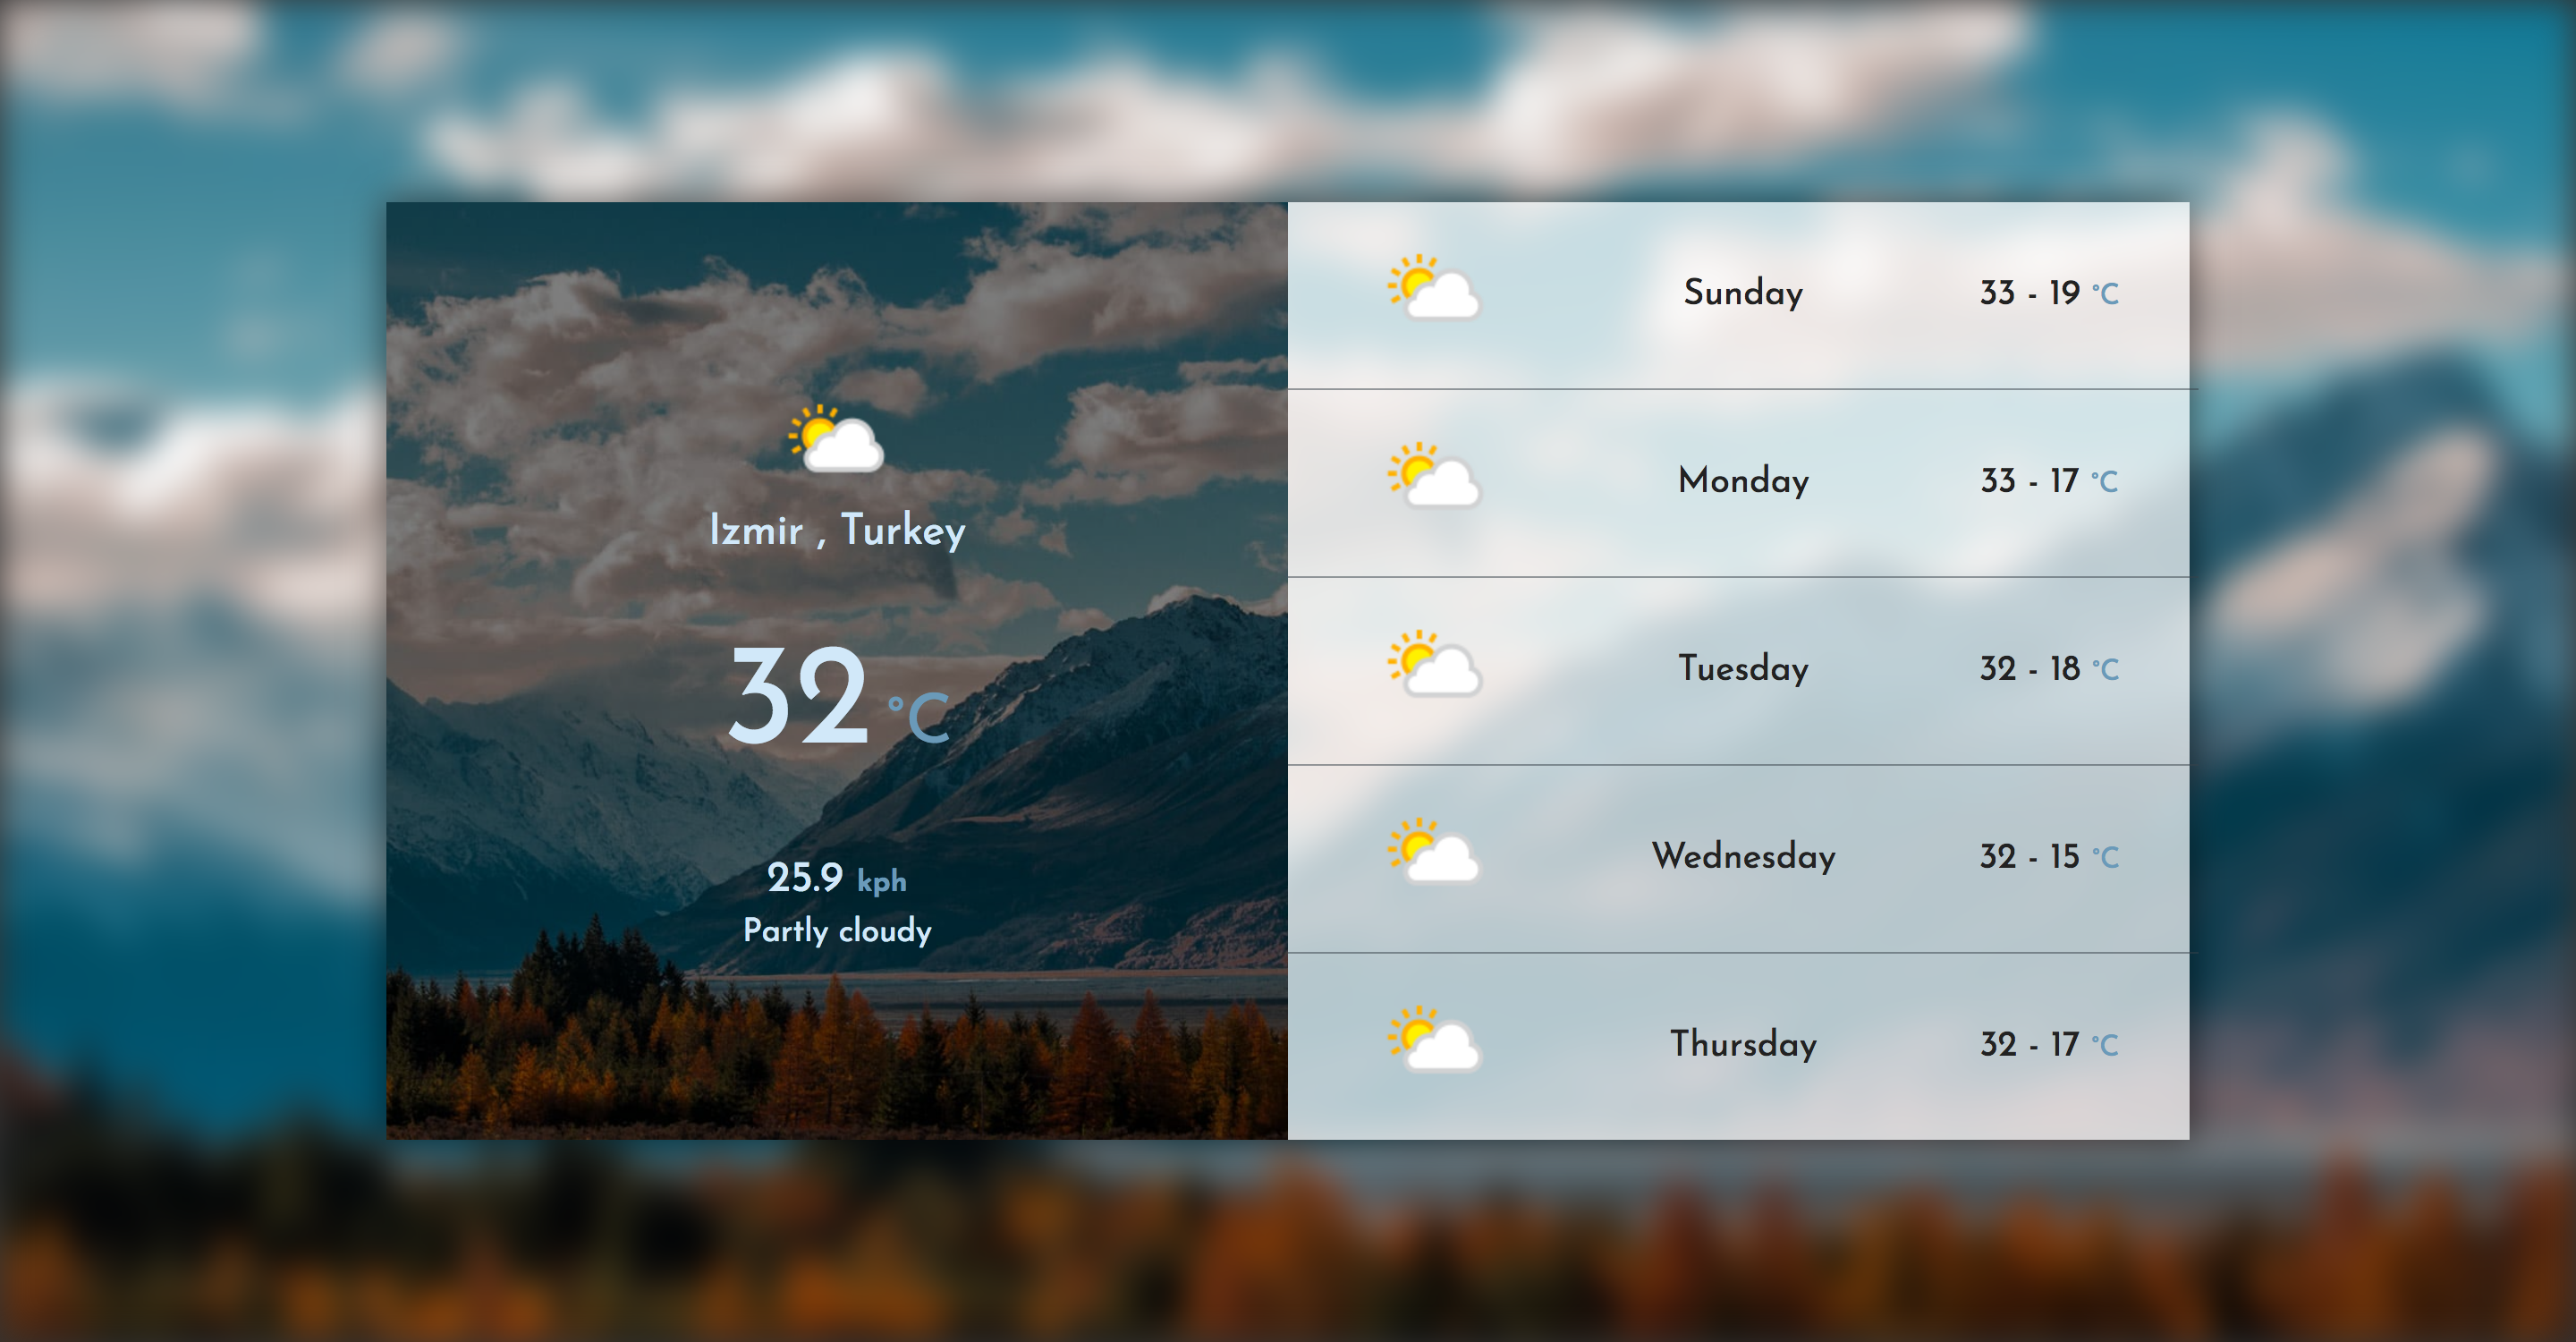 Izmir , Turkey
32 °C
25.9 kph
Partly cloudy
Sunday 33 - 19 °C
Monday 33 - 17 °C
Tuesday 32 - 18 °C
Wednesday 32 - 15 °C
Thursday 32 - 17 °C